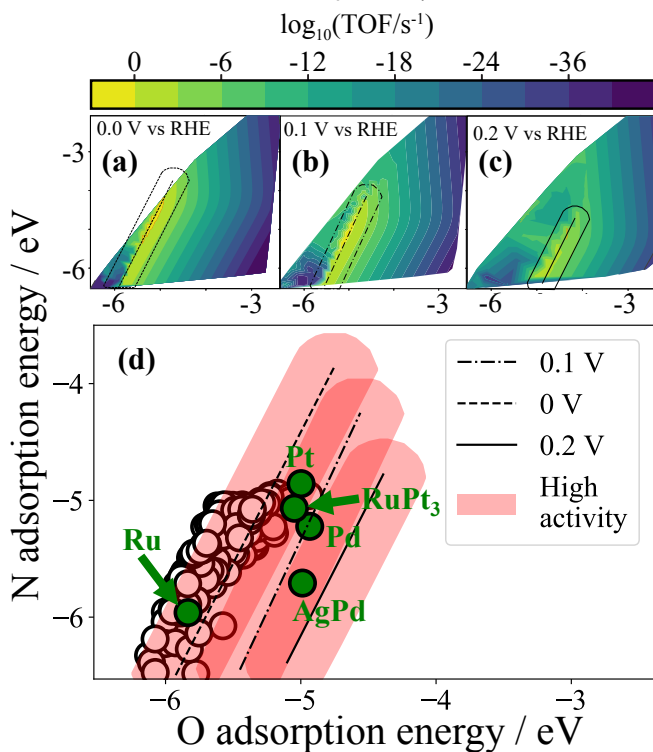 log₁₀(TOF/s⁻¹)
0 -6 -12 -18 -24 -36
0.0 V vs RHE 0.1 V vs RHE 0.2 V vs RHE
(a) (b) (c)
-3
-6
-6 -3 -6 -3 -6 -3
N adsorption energy / eV
(d)
0.1 V
0 V
0.2 V
High
activity
−4
−5
−6
Pt
RuPt₃
Ru
Pd
AgPd
−6 −5 −4 −3
O adsorption energy / eV